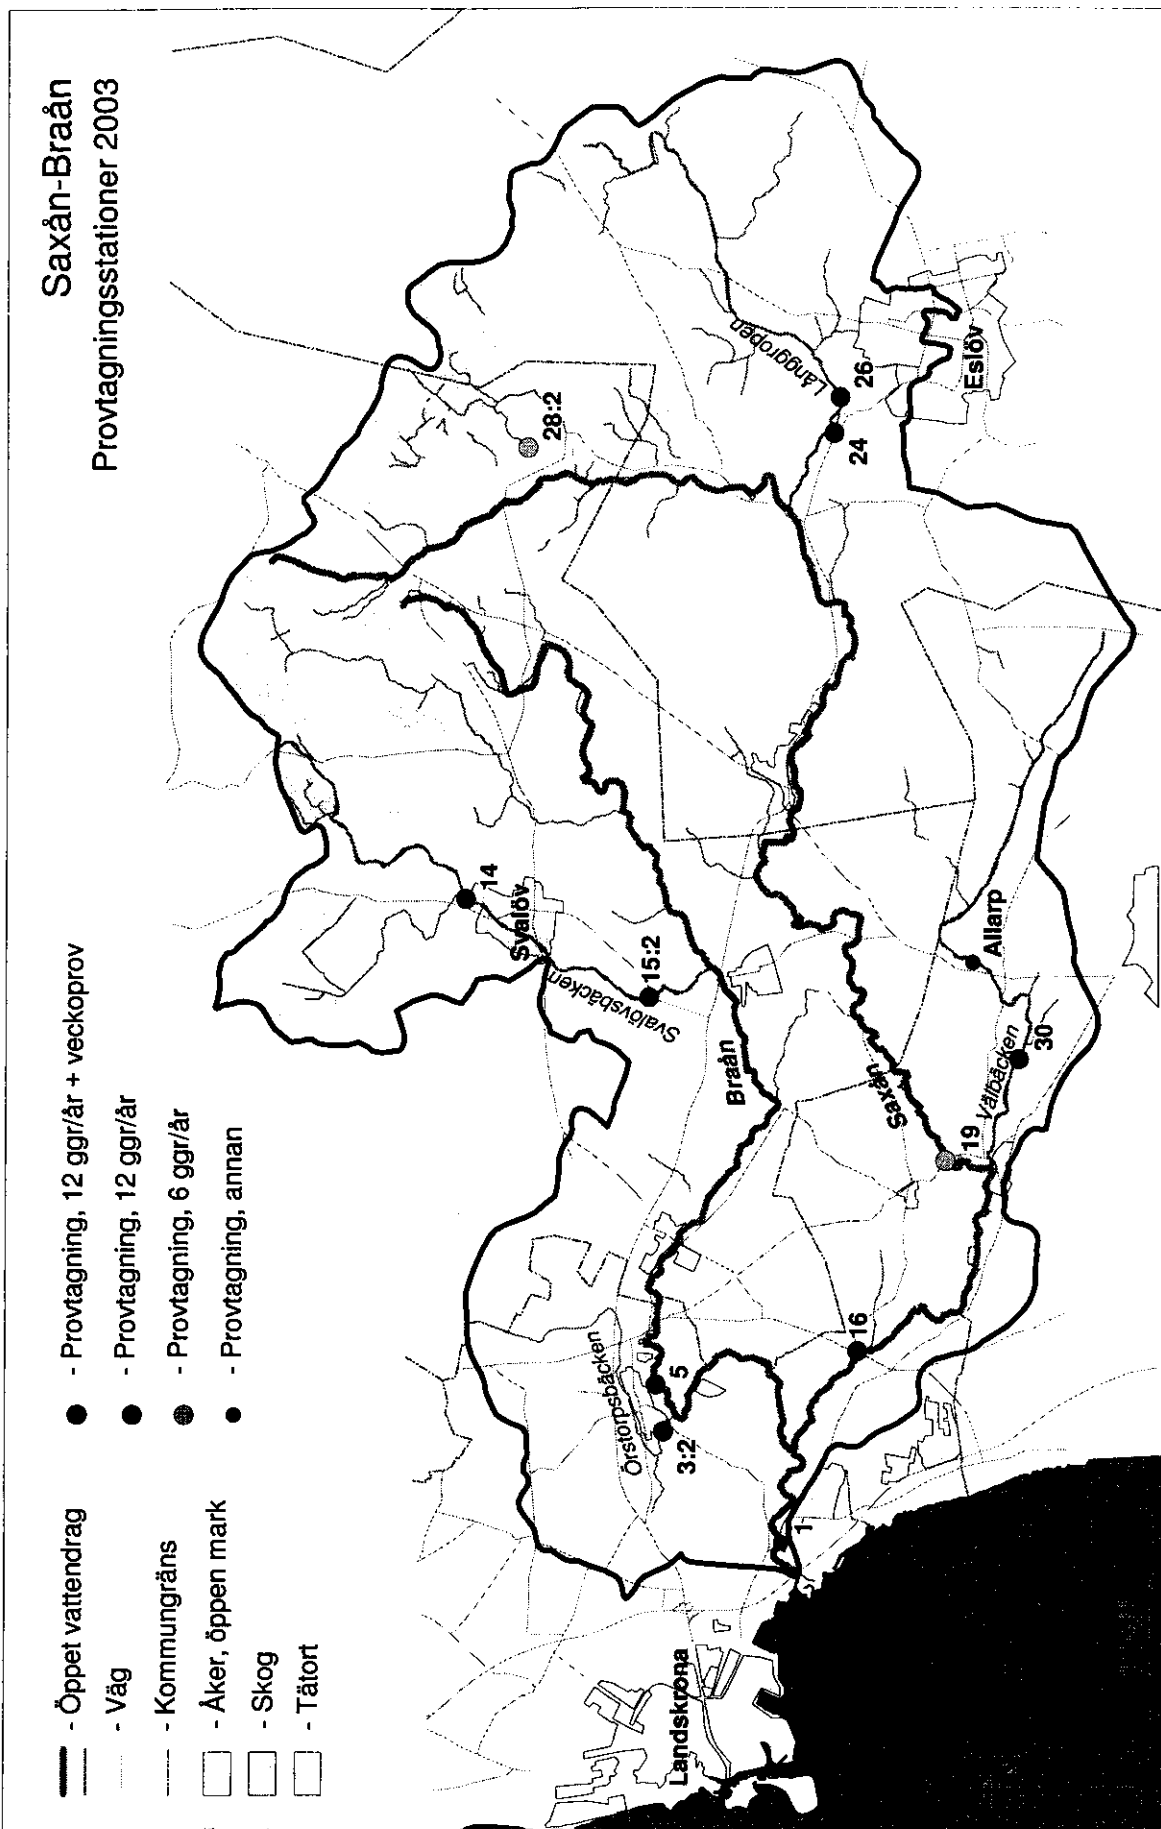 Saxån-Braån
Provtagningsstationer 2003
- Öppet vattendrag
- Väg
- Kommungräns
- Åker, öppen mark
- Skog
- Tätort
- Provtagning, 12 ggr/år + veckoprov
- Provtagning, 12 ggr/år
- Provtagning, 6 ggr/år
- Provtagning, annan
14
Svalöv
Svalövsbäcken
15:2
28:2
Långgropen
26
24
Eslöv
Braån
Saxån
Örstorpsbäcken
5
3:2
16
19
Välbäcken
30
Allarp
1
Landskrona